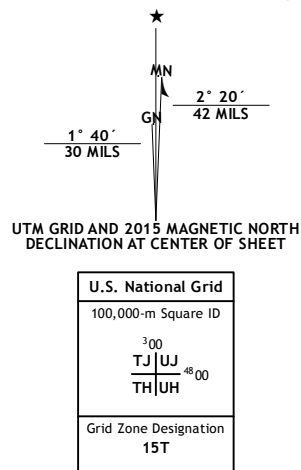 ★
MN
GN
2° 20´
42 MILS
1° 40´
30 MILS
UTM GRID AND 2015 MAGNETIC NORTH
DECLINATION AT CENTER OF SHEET
U.S. National Grid
100,000-m Square ID
³00
TJ UJ
⁴⁸00
TH UH
Grid Zone Designation
15T